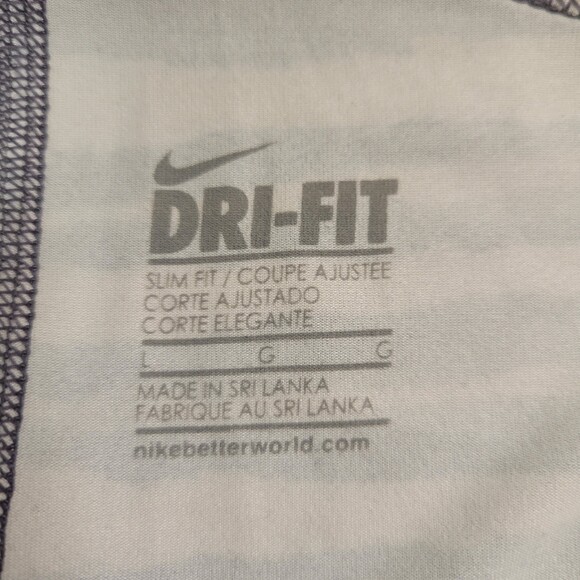 DRI-FIT
SLIM FIT / COUPE AJUSTEE
CORTE AJUSTADO
CORTE ELEGANTE
L G G
MADE IN SRI LANKA
FABRIQUE AU SRI LANKA
nikebetterworld.com